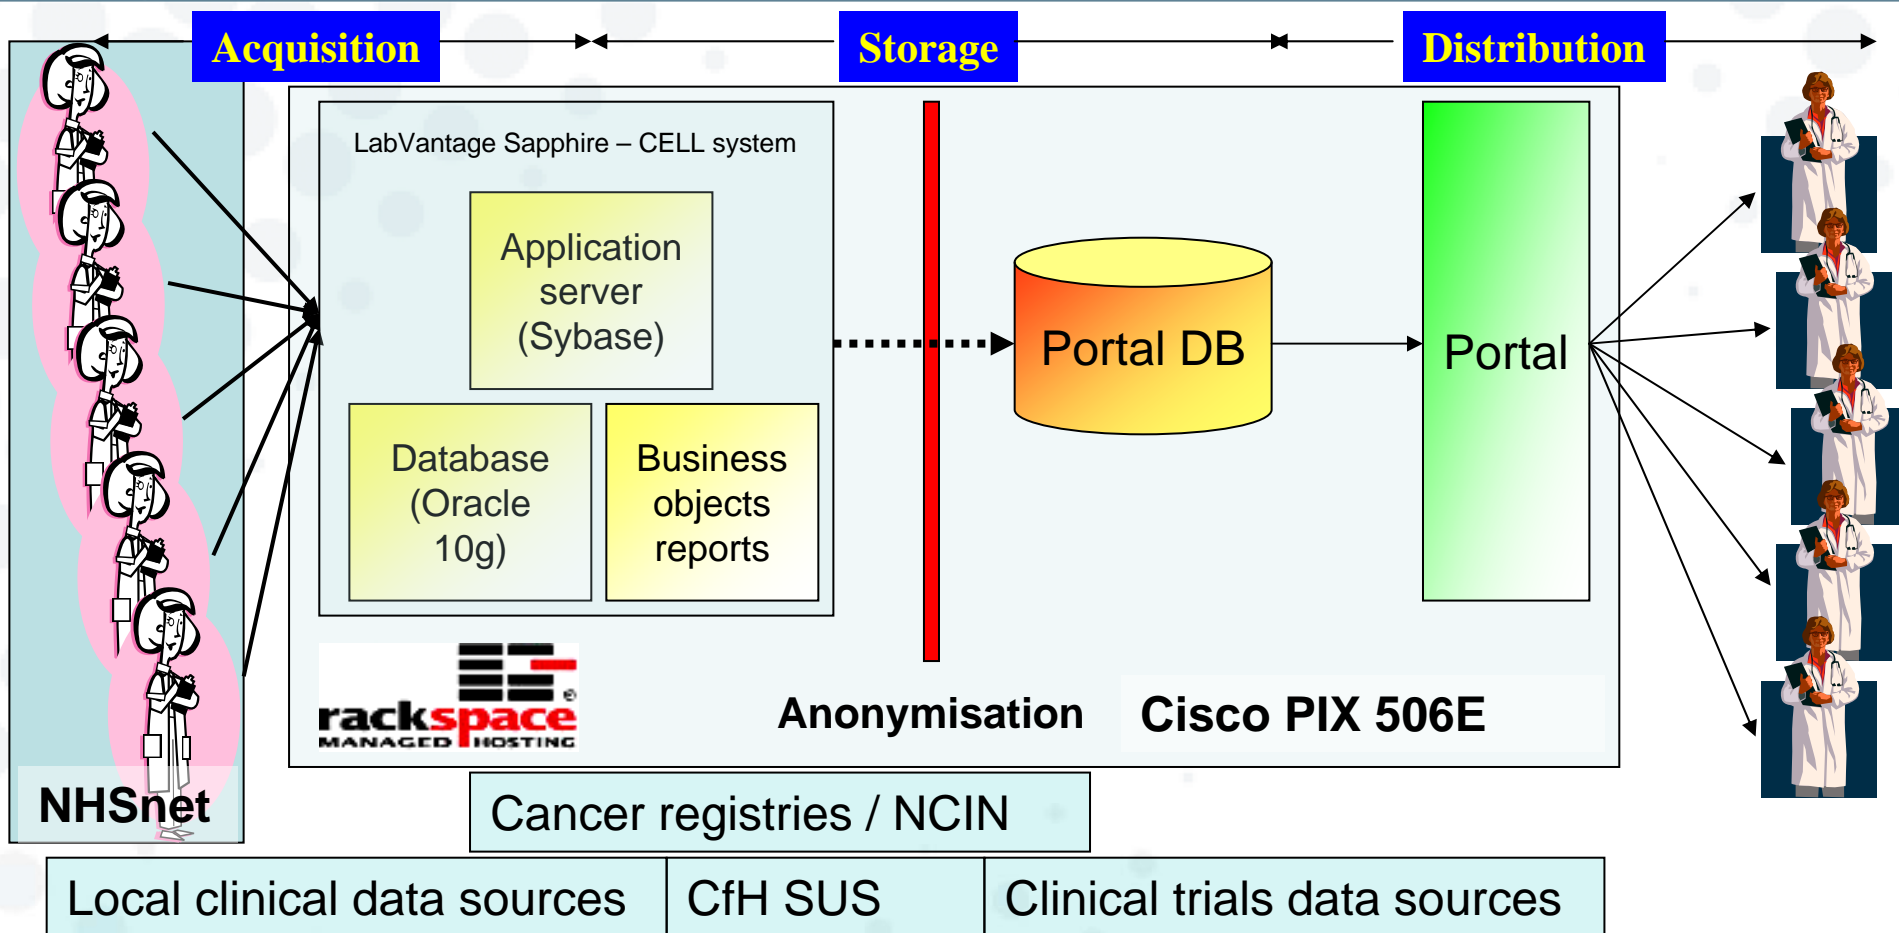 Acquisition
Storage
Distribution
LabVantage Sapphire – CELL system
Application
server
(Sybase)
Database
(Oracle
10g)
Business
objects
reports
Portal DB
Portal
rackspace
MANAGED HOSTING
®
Anonymisation
Cisco PIX 506E
NHSnet
Cancer registries / NCIN
Local clinical data sources
CfH SUS
Clinical trials data sources